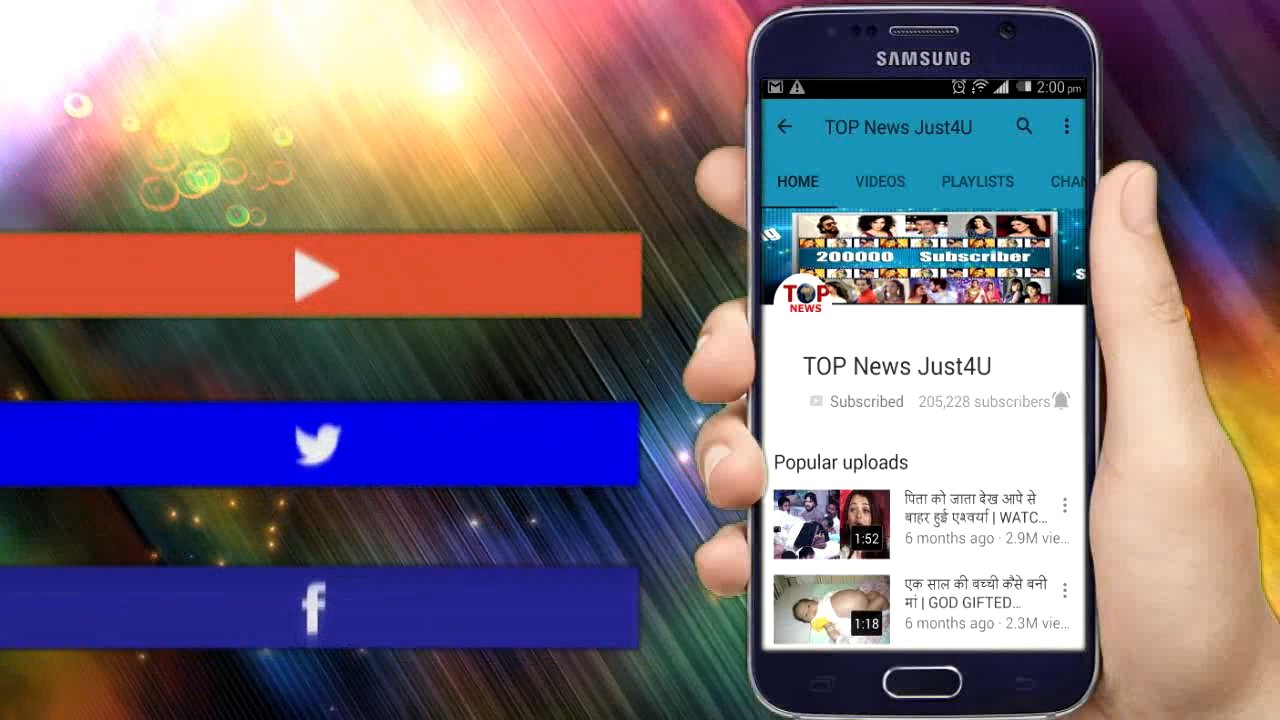 SAMSUNG
2:00 pm
TOP News Just4U
HOME VIDEOS PLAYLISTS CHAN
200000 Subscriber
TOP
NEWS
TOP News Just4U
Subscribed 205,228 subscribers
Popular uploads
पिता को जाता देख आपे से
बाहर हुई एश्वर्या | WATC...
6 months ago · 2.9M vie...
1:52
एक साल की बच्ची कैसे बनी
मां | GOD GIFTED...
6 months ago · 2.3M vie...
1:18